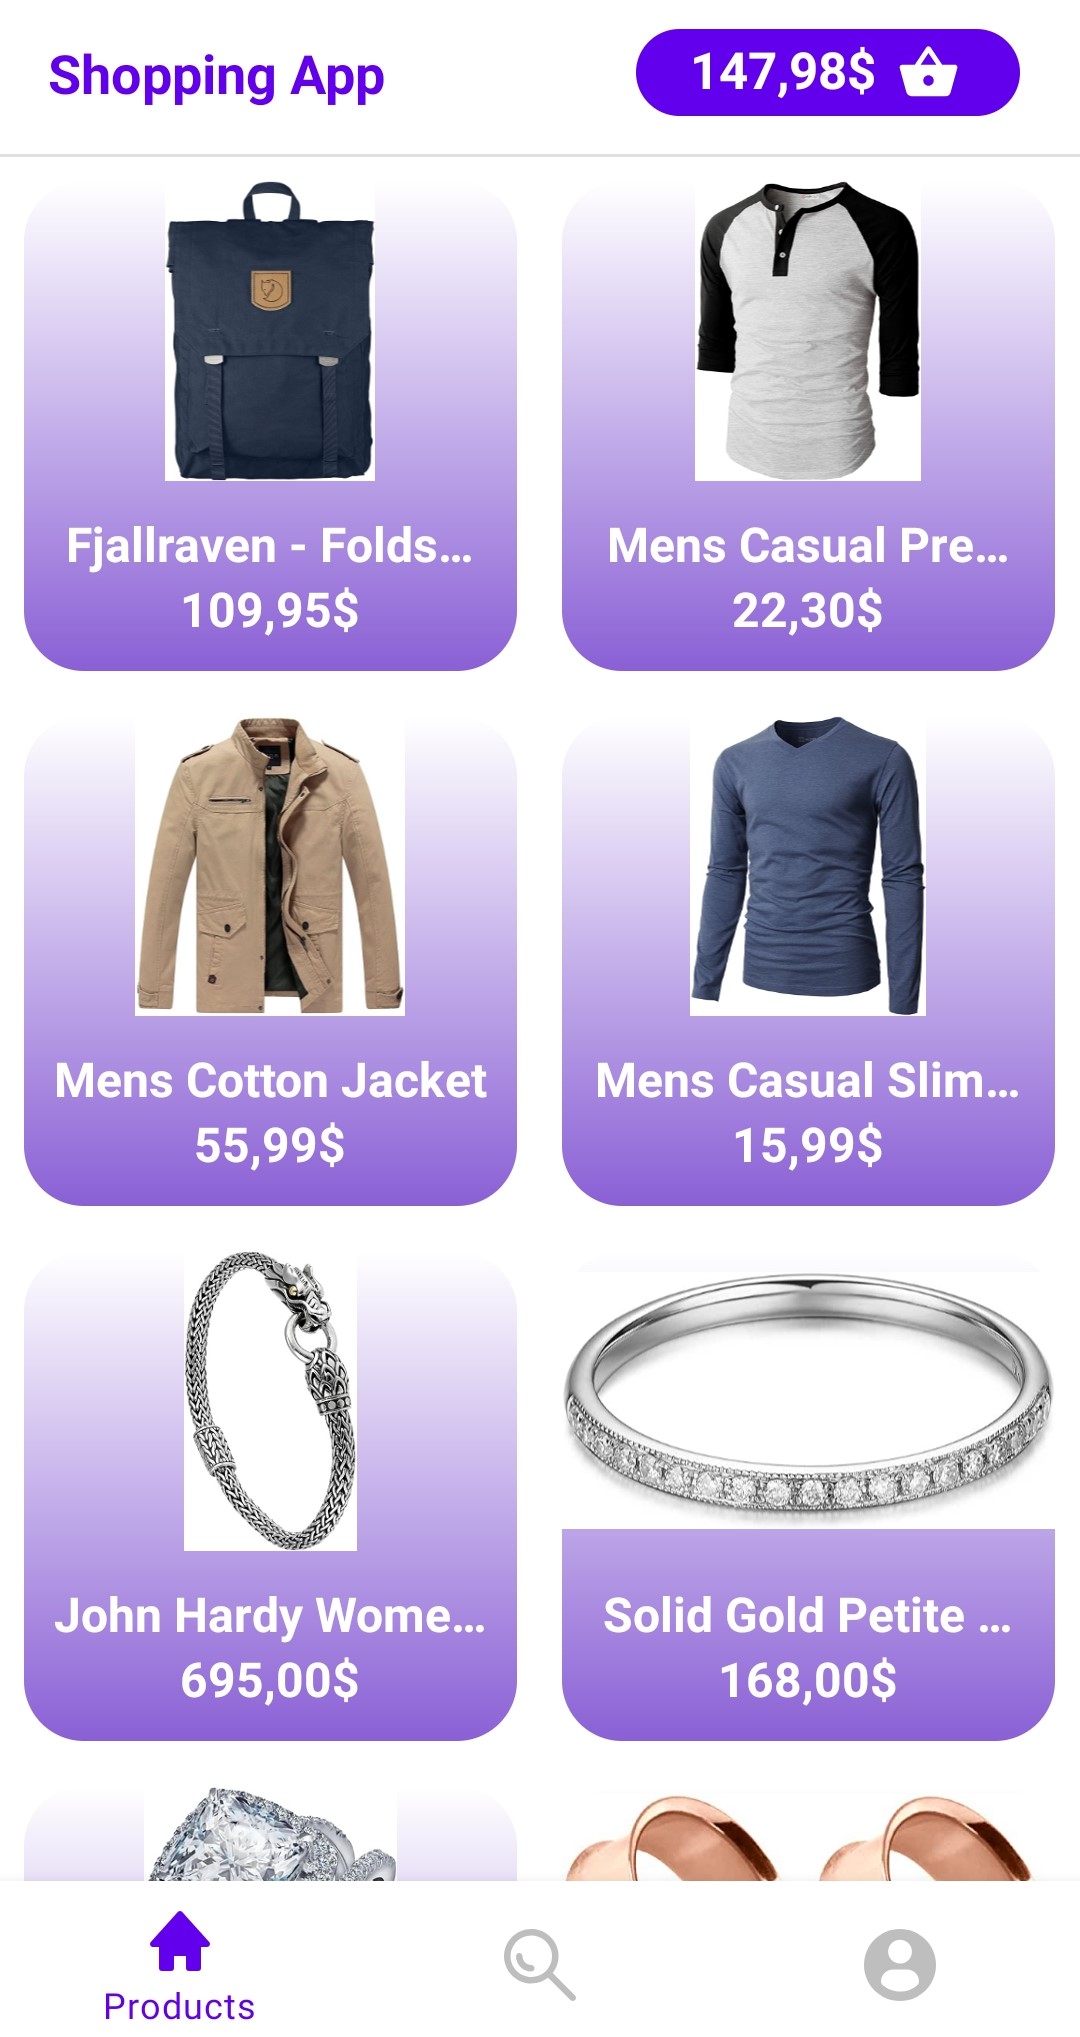 Shopping App
147,98$
Fjallraven - Folds...
109,95$
Mens Casual Pre...
22,30$
Mens Cotton Jacket
55,99$
Mens Casual Slim...
15,99$
John Hardy Wome...
695,00$
Solid Gold Petite ...
168,00$
Products